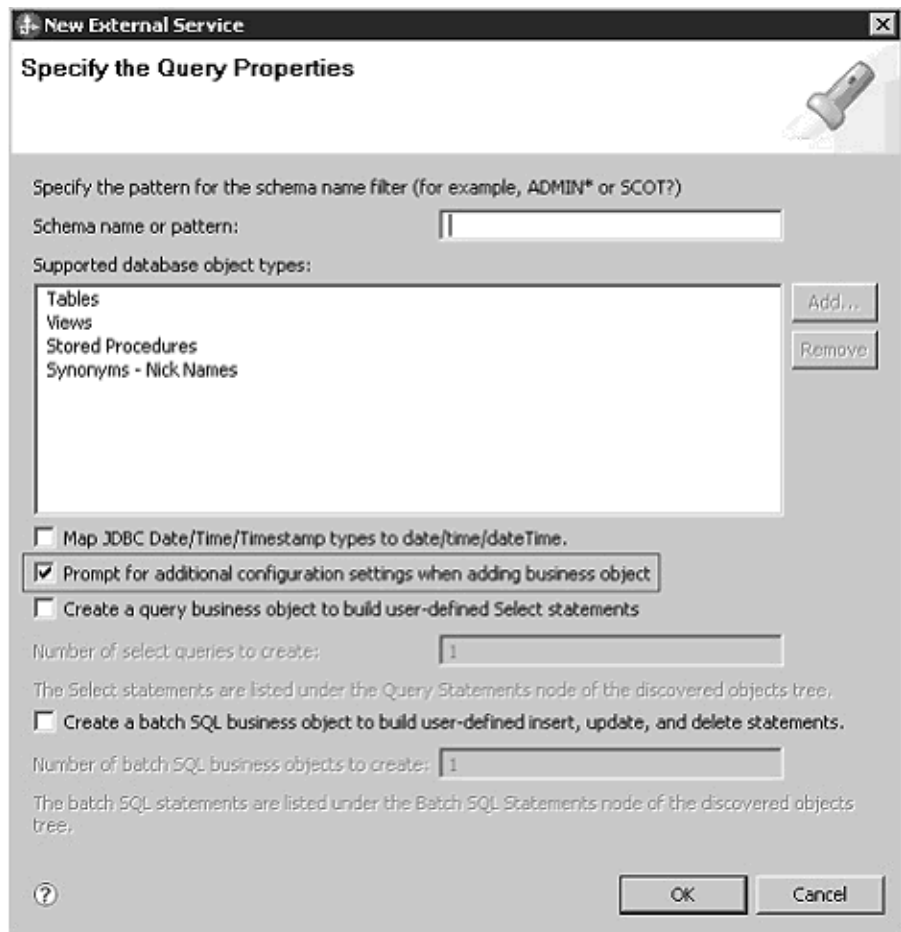 New External Service
Specify the Query Properties
Specify the pattern for the schema name filter (for example, ADMIN* or SCOT?)
Schema name or pattern:
Supported database object types:
Tables
Views
Stored Procedures
Synonyms - Nick Names
Add...
Remove
Map JDBC Date/Time/Timestamp types to date/time/dateTime.
Prompt for additional configuration settings when adding business object
Create a query business object to build user-defined Select statements
Number of select queries to create: 1
The Select statements are listed under the Query Statements node of the discovered objects tree.
Create a batch SQL business object to build user-defined insert, update, and delete statements.
Number of batch SQL business objects to create: 1
The batch SQL statements are listed under the Batch SQL Statements node of the discovered objects
tree.
?
OK
Cancel